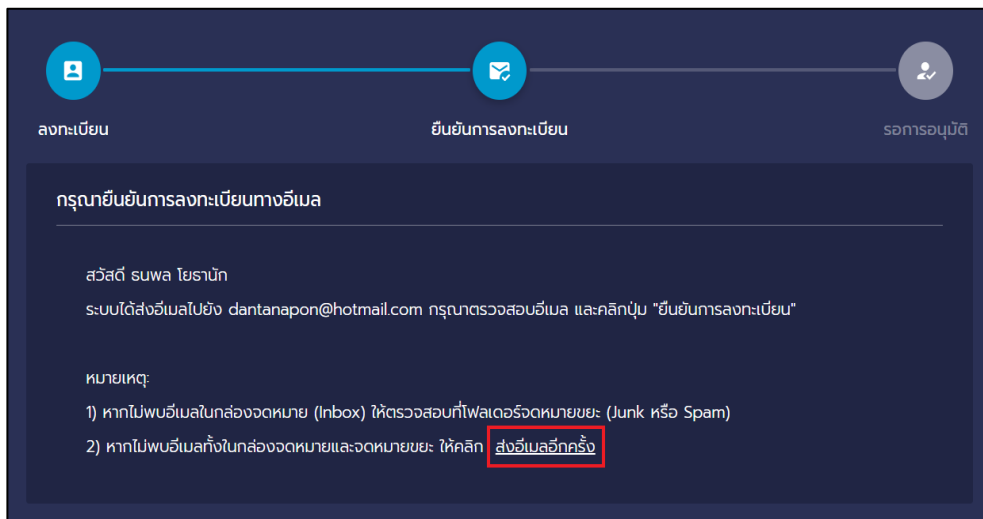 ลงทะเบียน
ยืนยันการลงทะเบียน
รอการอนุมัติ
กรุณายืนยันการลงทะเบียนทางอีเมล
สวัสดี ธนพล โยธานัก
ระบบได้ส่งอีเมลไปยัง dantanapon@hotmail.com กรุณาตรวจสอบอีเมล และคลิกปุ่ม "ยืนยันการลงทะเบียน"
หมายเหตุ:
1) หากไม่พบอีเมลในกล่องจดหมาย (Inbox) ให้ตรวจสอบที่โฟลเดอร์จดหมายขยะ (Junk หรือ Spam)
2) หากไม่พบอีเมลทั้งในกล่องจดหมายและจดหมายขยะ ให้คลิก ส่งอีเมลอีกครั้ง